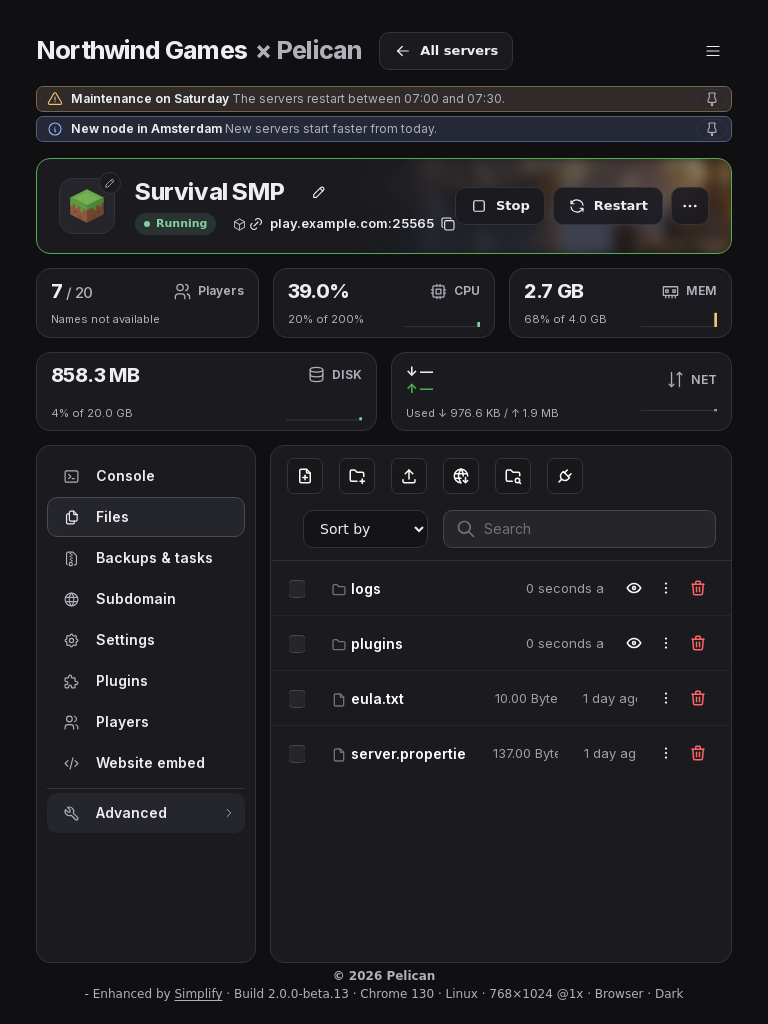 Northwind Games × Pelican
All servers
Maintenance on Saturday The servers restart between 07:00 and 07:30.
New node in Amsterdam New servers start faster from today.
Survival SMP
Running
play.example.com:25565
Stop
Restart
7 / 20
Players
Names not available
39.0%
CPU
20% of 200%
2.7 GB
MEM
68% of 4.0 GB
858.3 MB
DISK
4% of 20.0 GB
↓ —
↑ —
NET
Used ↓ 976.6 KB / ↑ 1.9 MB
Console
Files
Backups & tasks
Subdomain
Settings
Plugins
Players
Website embed
Advanced
Sort by
Search
logs
0 seconds a
plugins
0 seconds a
eula.txt
10.00 Byte
1 day ago
server.propertie
137.00 Byte
1 day ag
© 2026 Pelican
- Enhanced by Simplify · Build 2.0.0-beta.13 · Chrome 130 · Linux · 768×1024 @1x · Browser · Dark